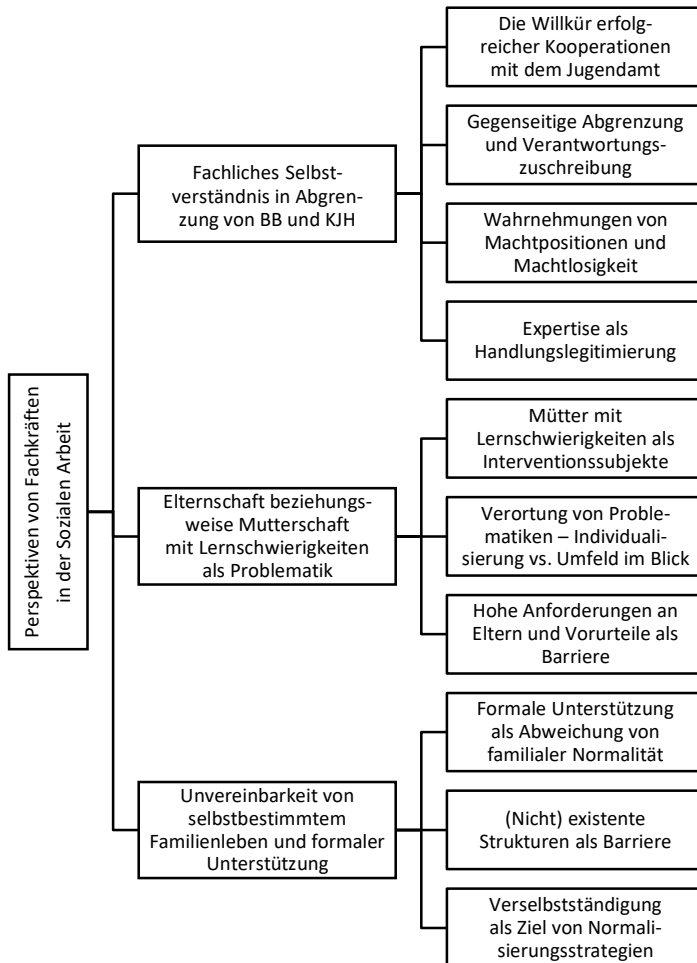 Perspektiven von Fachkräften
in der Sozialen Arbeit
Fachliches Selbst-
verständnis in Abgren-
zung von BB und KJH
Die Willkür erfolg-
reicher Kooperationen
mit dem Jugendamt
Gegenseitige Abgrenzung
und Verantwortungs-
zuschreibung
Wahrnehmungen von
Machtpositionen und
Machtlosigkeit
Expertise als
Handlungslegitimierung
Elternschaft beziehungs-
weise Mutterschaft
mit Lernschwierigkeiten
als Problematik
Mütter mit
Lernschwierigkeiten als
Interventionssubjekte
Verortung von Proble-
matiken – Individuali-
sierung vs. Umfeld im Blick
Hohe Anforderungen an
Eltern und Vorurteile als
Barriere
Unvereinbarkeit von
selbstbestimmtem
Familienleben und formaler
Unterstützung
Formale Unterstützung
als Abweichung von
familialer Normalität
(Nicht) existente
Strukturen als Barriere
Verselbstständigung
als Ziel von Normali-
sierungsstrategien